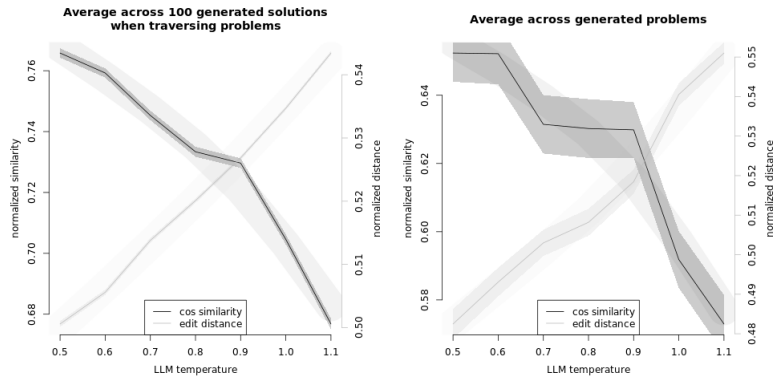 Average across 100 generated solutions
when traversing problems
normalized similarity
0.76
0.74
0.72
0.70
0.68
0.54
0.53
0.52
0.51
0.50
normalized distance
cos similarity
edit distance
0.5 0.6 0.7 0.8 0.9 1.0 1.1
LLM temperature
Average across generated problems
normalized similarity
0.64
0.62
0.60
0.58
0.55
0.54
0.53
0.52
0.51
0.50
0.49
0.48
normalized distance
cos similarity
edit distance
0.5 0.6 0.7 0.8 0.9 1.0 1.1
LLM temperature